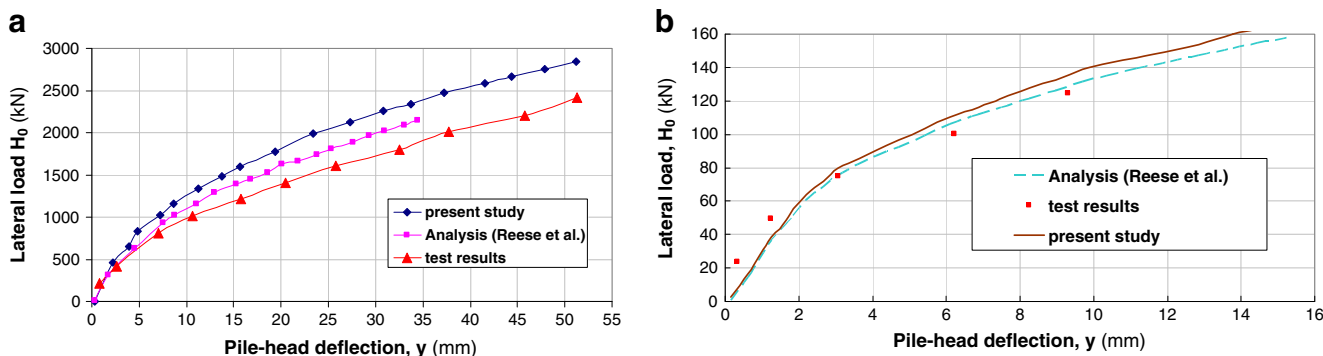 a
3000
2500
2000
1500
1000
500
0
Lateral load H₀ (kN)
present study
Analysis (Reese et al.)
test results
0 5 10 15 20 25 30 35 40 45 50 55
Pile-head deflection, y (mm)
b
160
140
120
100
80
60
40
20
0
Lateral load, H₀ (kN)
Analysis (Reese et al.)
test results
present study
0 2 4 6 8 10 12 14 16
Pile-head deflection, y (mm)